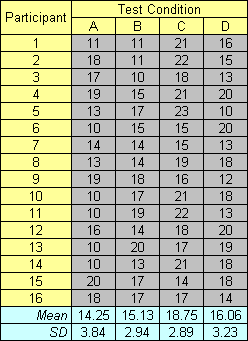 Participant Test Condition
A B C D
1 11 11 21 16
2 18 11 22 15
3 17 10 18 13
4 19 15 21 20
5 13 17 23 10
6 10 15 15 20
7 14 14 15 13
8 13 14 19 18
9 19 18 16 12
10 10 17 21 18
11 10 19 22 13
12 16 14 18 20
13 10 20 17 19
14 10 13 21 18
15 20 17 14 18
16 18 17 17 14
Mean 14.25 15.13 18.75 16.06
SD 3.84 2.94 2.89 3.23